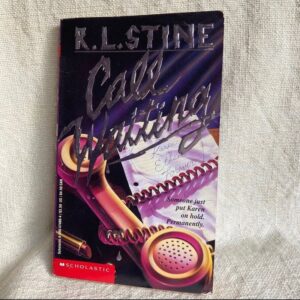 R.L. STINE
Call
Waiting
Someone just
put Karen
on hold.
Permanently.
SCHOLASTIC